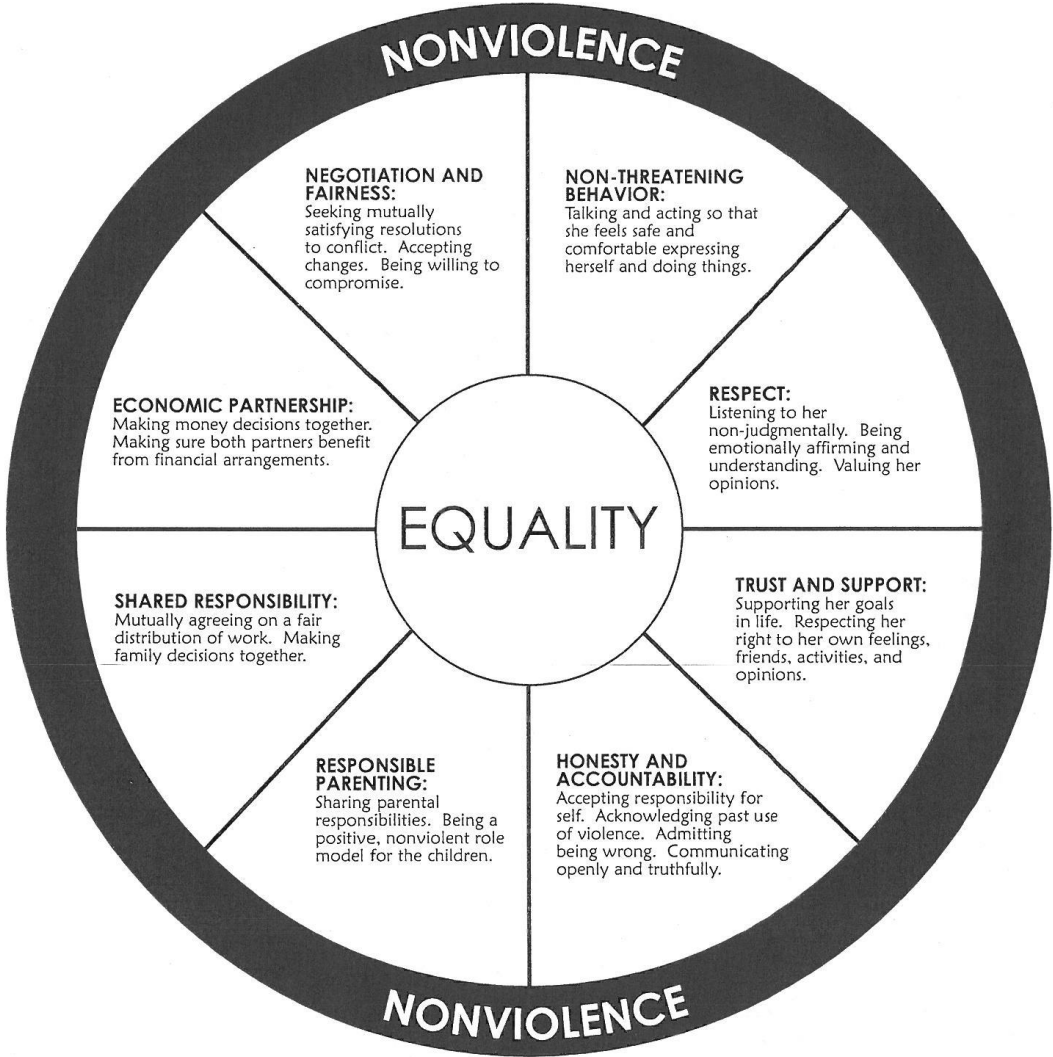 NONVIOLENCE
NEGOTIATION AND
FAIRNESS:
Seeking mutually
satisfying resolutions
to conflict. Accepting
changes. Being willing to
compromise.
NON-THREATENING
BEHAVIOR:
Talking and acting so that
she feels safe and
comfortable expressing
herself and doing things.
ECONOMIC PARTNERSHIP:
Making money decisions together.
Making sure both partners benefit
from financial arrangements.
RESPECT:
Listening to her
non-judgmentally. Being
emotionally affirming and
understanding. Valuing her
opinions.
EQUALITY
SHARED RESPONSIBILITY:
Mutually agreeing on a fair
distribution of work. Making
family decisions together.
TRUST AND SUPPORT:
Supporting her goals
in life. Respecting her
right to her own feelings,
friends, activities, and
opinions.
RESPONSIBLE
PARENTING:
Sharing parental
responsibilities. Being a
positive, nonviolent role
model for the children.
HONESTY AND
ACCOUNTABILITY:
Accepting responsibility for
self. Acknowledging past use
of violence. Admitting
being wrong. Communicating
openly and truthfully.
NONVIOLENCE